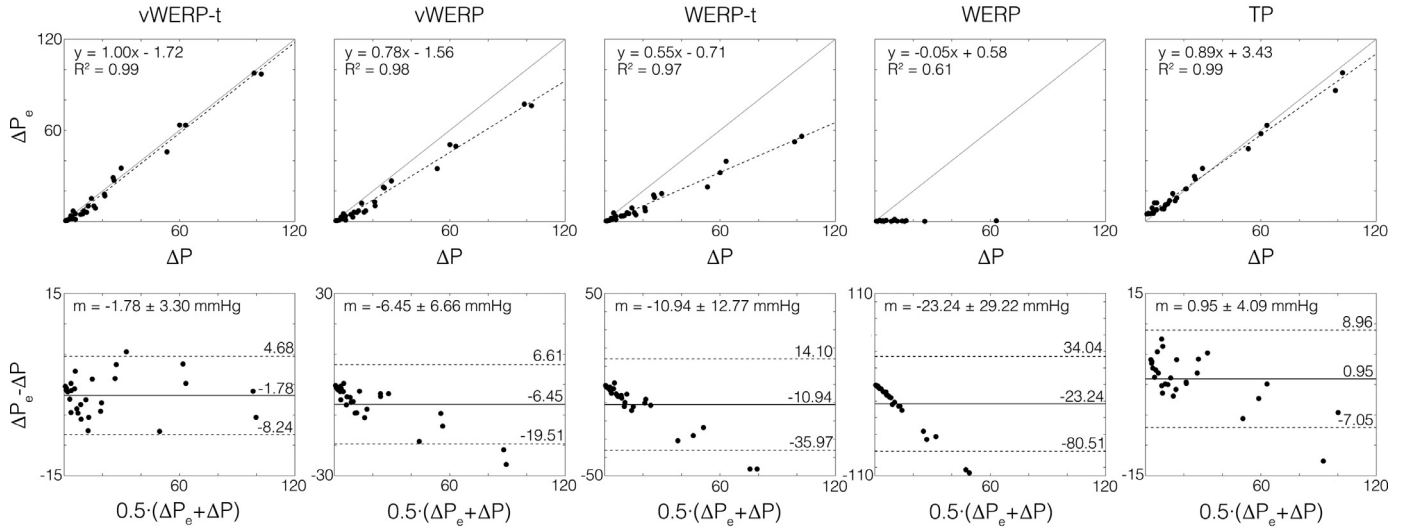 vWERP-t
vWERP
WERP-t
WERP
TP
120
y = 1.00x - 1.72
R² = 0.99
y = 0.78x - 1.56
R² = 0.98
y = 0.55x - 0.71
R² = 0.97
y = -0.05x + 0.58
R² = 0.61
y = 0.89x + 3.43
R² = 0.99
ΔPₑ
60
60 120
60 120
60 120
60 120
60 120
ΔP
ΔP
ΔP
ΔP
ΔP
15
m = -1.78 ± 3.30 mmHg
4.68
-1.78
-8.24
-15
30
m = -6.45 ± 6.66 mmHg
6.61
-6.45
-19.51
-30
50
m = -10.94 ± 12.77 mmHg
14.10
-10.94
-35.97
-50
110
m = -23.24 ± 29.22 mmHg
34.04
-23.24
-80.51
-110
15
m = 0.95 ± 4.09 mmHg
8.96
0.95
-7.05
-15
ΔPₑ-ΔP
60 120
60 120
60 120
60 120
60 120
0.5·(ΔPₑ+ΔP)
0.5·(ΔPₑ+ΔP)
0.5·(ΔPₑ+ΔP)
0.5·(ΔPₑ+ΔP)
0.5·(ΔPₑ+ΔP)